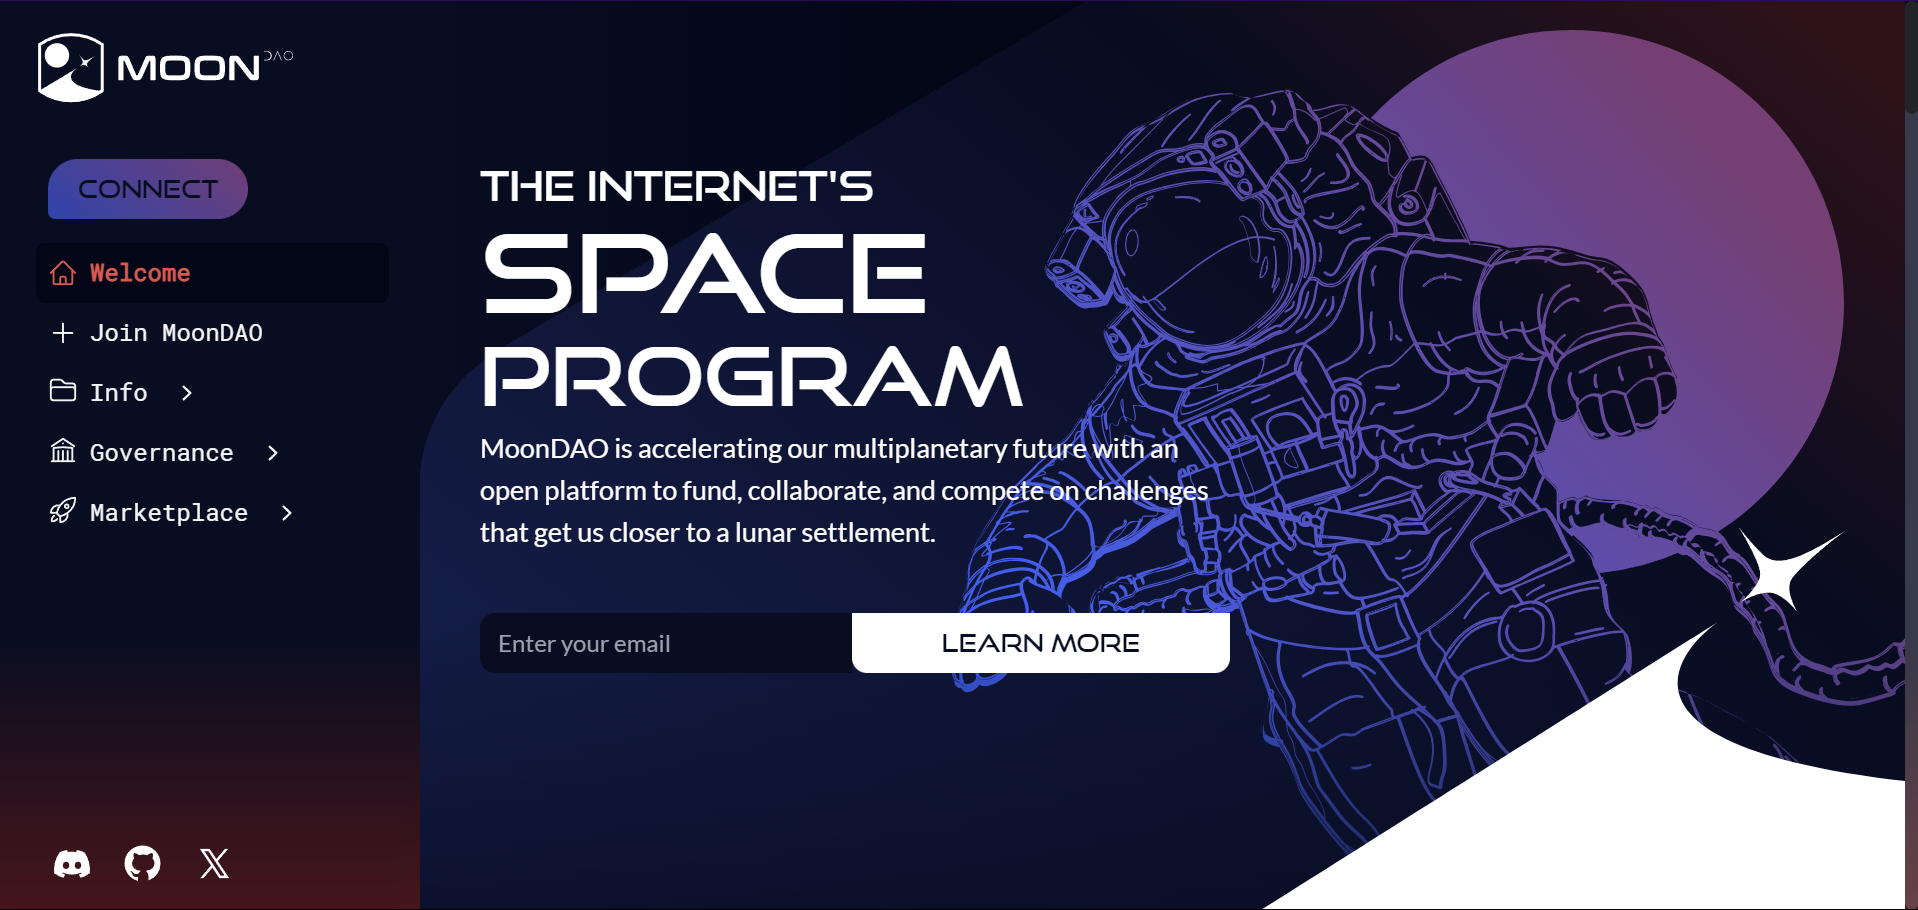 MOON DAO
CONNECT
Welcome
Join MoonDAO
Info
Governance
Marketplace
THE INTERNET'S
SPACE
PROGRAM
MoonDAO is accelerating our multiplanetary future with an
open platform to fund, collaborate, and compete on challenges
that get us closer to a lunar settlement.
Enter your email
LEARN MORE